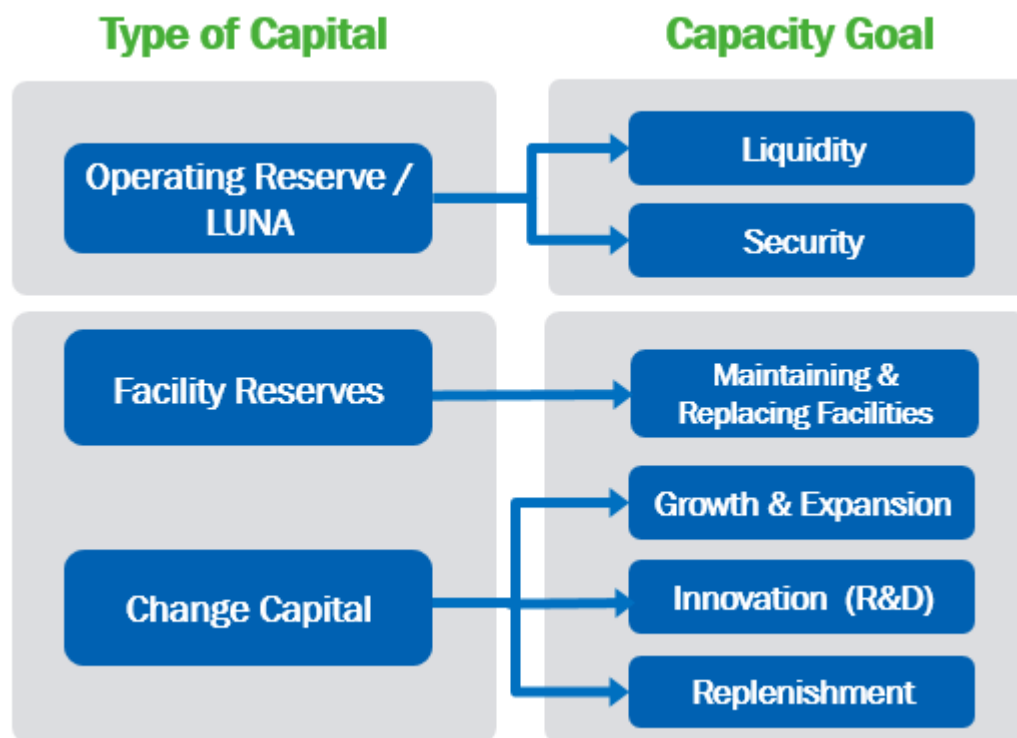 Type of Capital
Capacity Goal
Operating Reserve /
LUNA
Liquidity
Security
Facility Reserves
Maintaining &
Replacing Facilities
Change Capital
Growth & Expansion
Innovation (R&D)
Replenishment